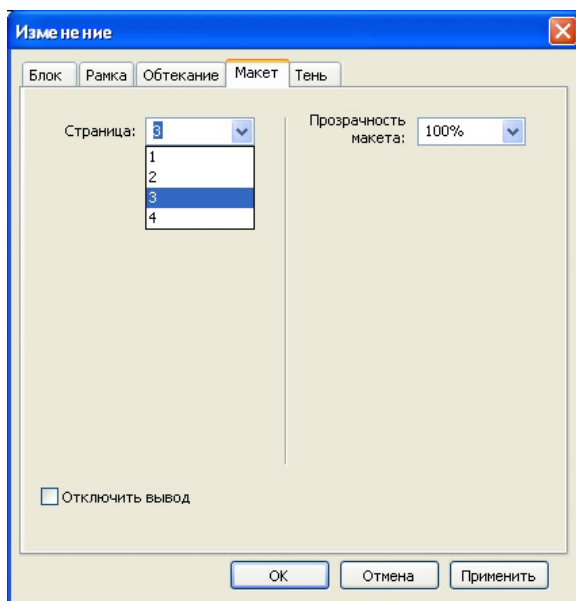 Изменение
Блок Рамка Обтекание Макет Тень
Страница: 3
Прозрачность макета: 100%
1
2
3
4
Отключить вывод
ОК Отмена Применить